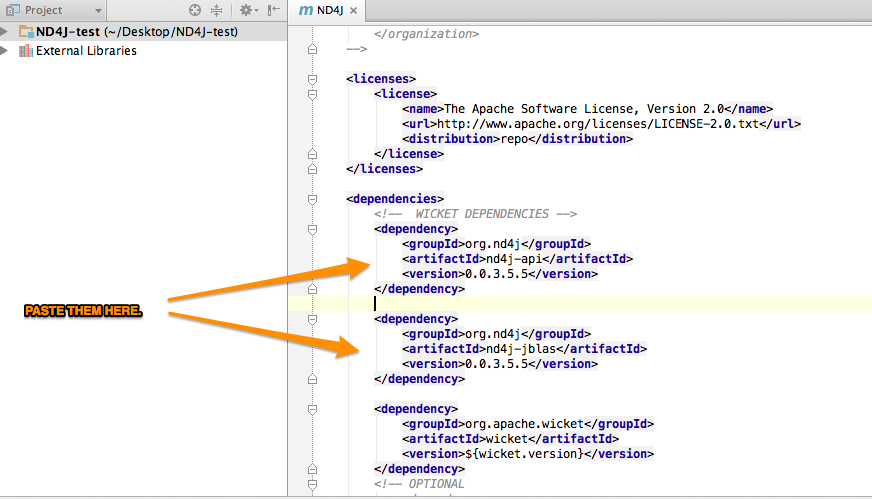 Project
ND4J
ND4J-test (~/Desktop/ND4J-test)
External Libraries
</organization>
-->
<licenses>
<license>
<name>The Apache Software License, Version 2.0</name>
<url>http://www.apache.org/licenses/LICENSE-2.0.txt</url>
<distribution>repo</distribution>
</license>
</licenses>
<dependencies>
<!-- WICKET DEPENDENCIES -->
<dependency>
<groupId>org.nd4j</groupId>
<artifactId>nd4j-api</artifactId>
<version>0.0.3.5.5</version>
</dependency>
PASTE THEM HERE.
<dependency>
<groupId>org.nd4j</groupId>
<artifactId>nd4j-jblas</artifactId>
<version>0.0.3.5.5</version>
</dependency>
<dependency>
<groupId>org.apache.wicket</groupId>
<artifactId>wicket</artifactId>
<version>${wicket.version}</version>
</dependency>
<!-- OPTIONAL